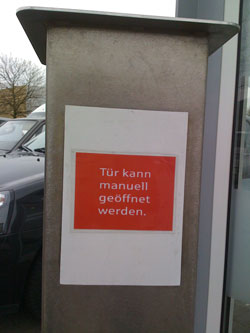 Tür kann
manuell
geöffnet
werden.